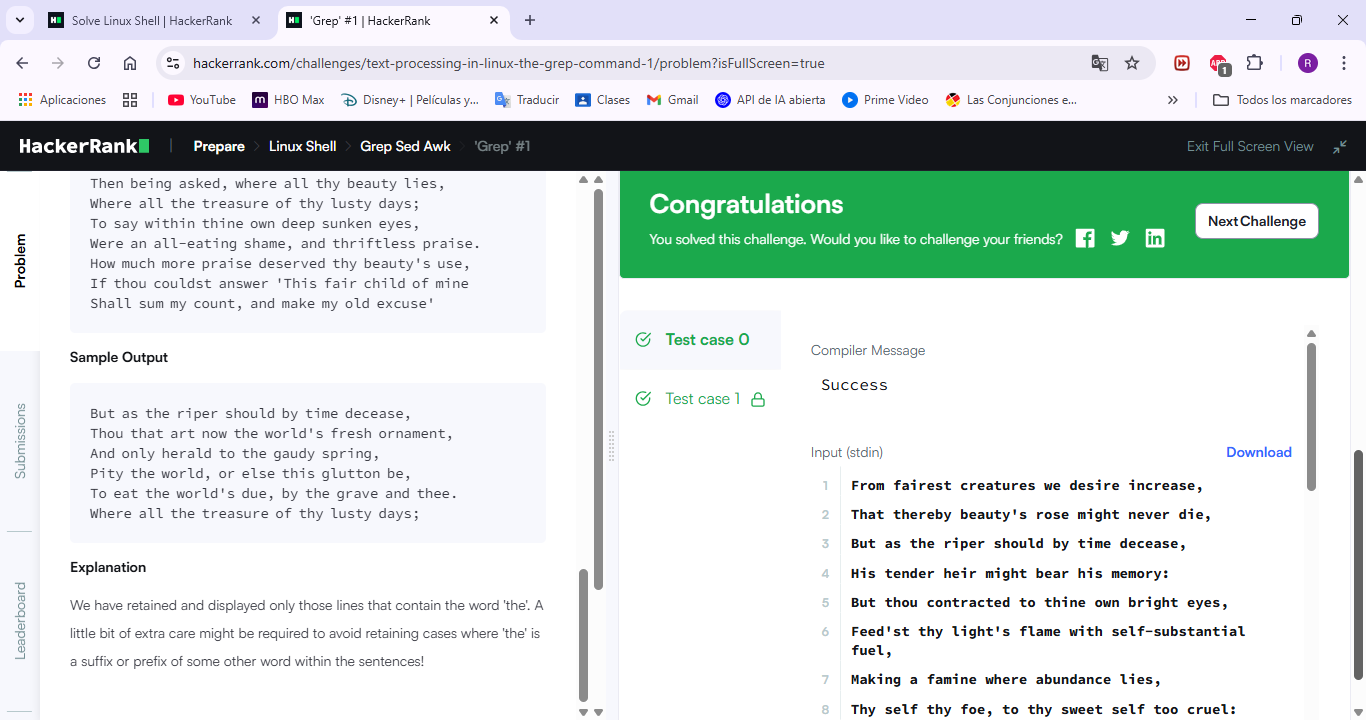 Solve Linux Shell | HackerRank
'Grep' #1 | HackerRank
hackerrank.com/challenges/text-processing-in-linux-the-grep-command-1/problem?isFullScreen=true
1
R
Aplicaciones
YouTube
HBO Max
Disney+ | Películas y...
Traducir
Clases
Gmail
API de IA abierta
Prime Video
Las Conjunciones e...
Todos los marcadores
HackerRank
Prepare
Linux Shell
Grep Sed Awk
'Grep' #1
Exit Full Screen View
Problem
Submissions
Leaderboard
Then being asked, where all thy beauty lies,
Where all the treasure of thy lusty days;
To say within thine own deep sunken eyes,
Were an all-eating shame, and thriftless praise.
How much more praise deserved thy beauty's use,
If thou couldst answer 'This fair child of mine
Shall sum my count, and make my old excuse'
Sample Output
But as the riper should by time decease,
Thou that art now the world's fresh ornament,
And only herald to the gaudy spring,
Pity the world, or else this glutton be,
To eat the world's due, by the grave and thee.
Where all the treasure of thy lusty days;
Explanation
We have retained and displayed only those lines that contain the word 'the'. A
little bit of extra care might be required to avoid retaining cases where 'the' is
a suffix or prefix of some other word within the sentences!
Congratulations
You solved this challenge. Would you like to challenge your friends?
Next Challenge
Test case 0
Test case 1
Compiler Message
Success
Input (stdin)
Download
1 From fairest creatures we desire increase,
2 That thereby beauty's rose might never die,
3 But as the riper should by time decease,
4 His tender heir might bear his memory:
5 But thou contracted to thine own bright eyes,
6 Feed'st thy light's flame with self-substantial
fuel,
7 Making a famine where abundance lies,
8 Thy self thy foe, to thy sweet self too cruel: